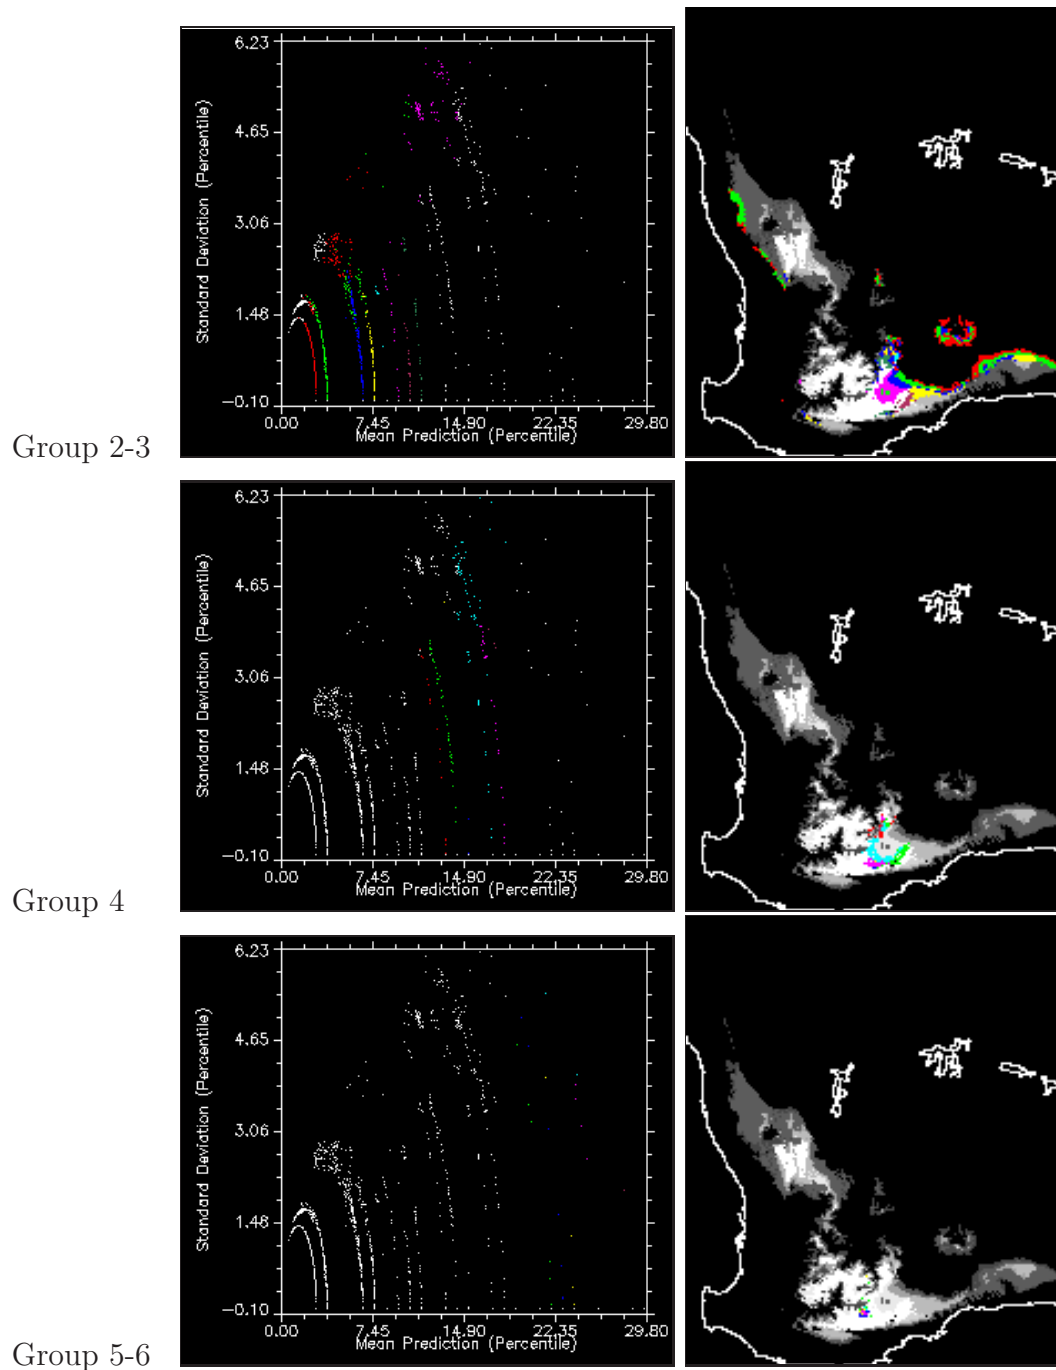 6.23
4.65
3.06
1.48
−0.10
0.00 7.45 14.90 22.35 29.80
Mean Prediction (Percentile)
Standard Deviation (Percentile)
Group 2-3
6.23
4.65
3.06
1.48
−0.10
0.00 7.45 14.90 22.35 29.80
Mean Prediction (Percentile)
Standard Deviation (Percentile)
Group 4
6.23
4.65
3.06
1.48
−0.10
0.00 7.45 14.90 22.35 29.80
Mean Prediction (Percentile)
Standard Deviation (Percentile)
Group 5-6